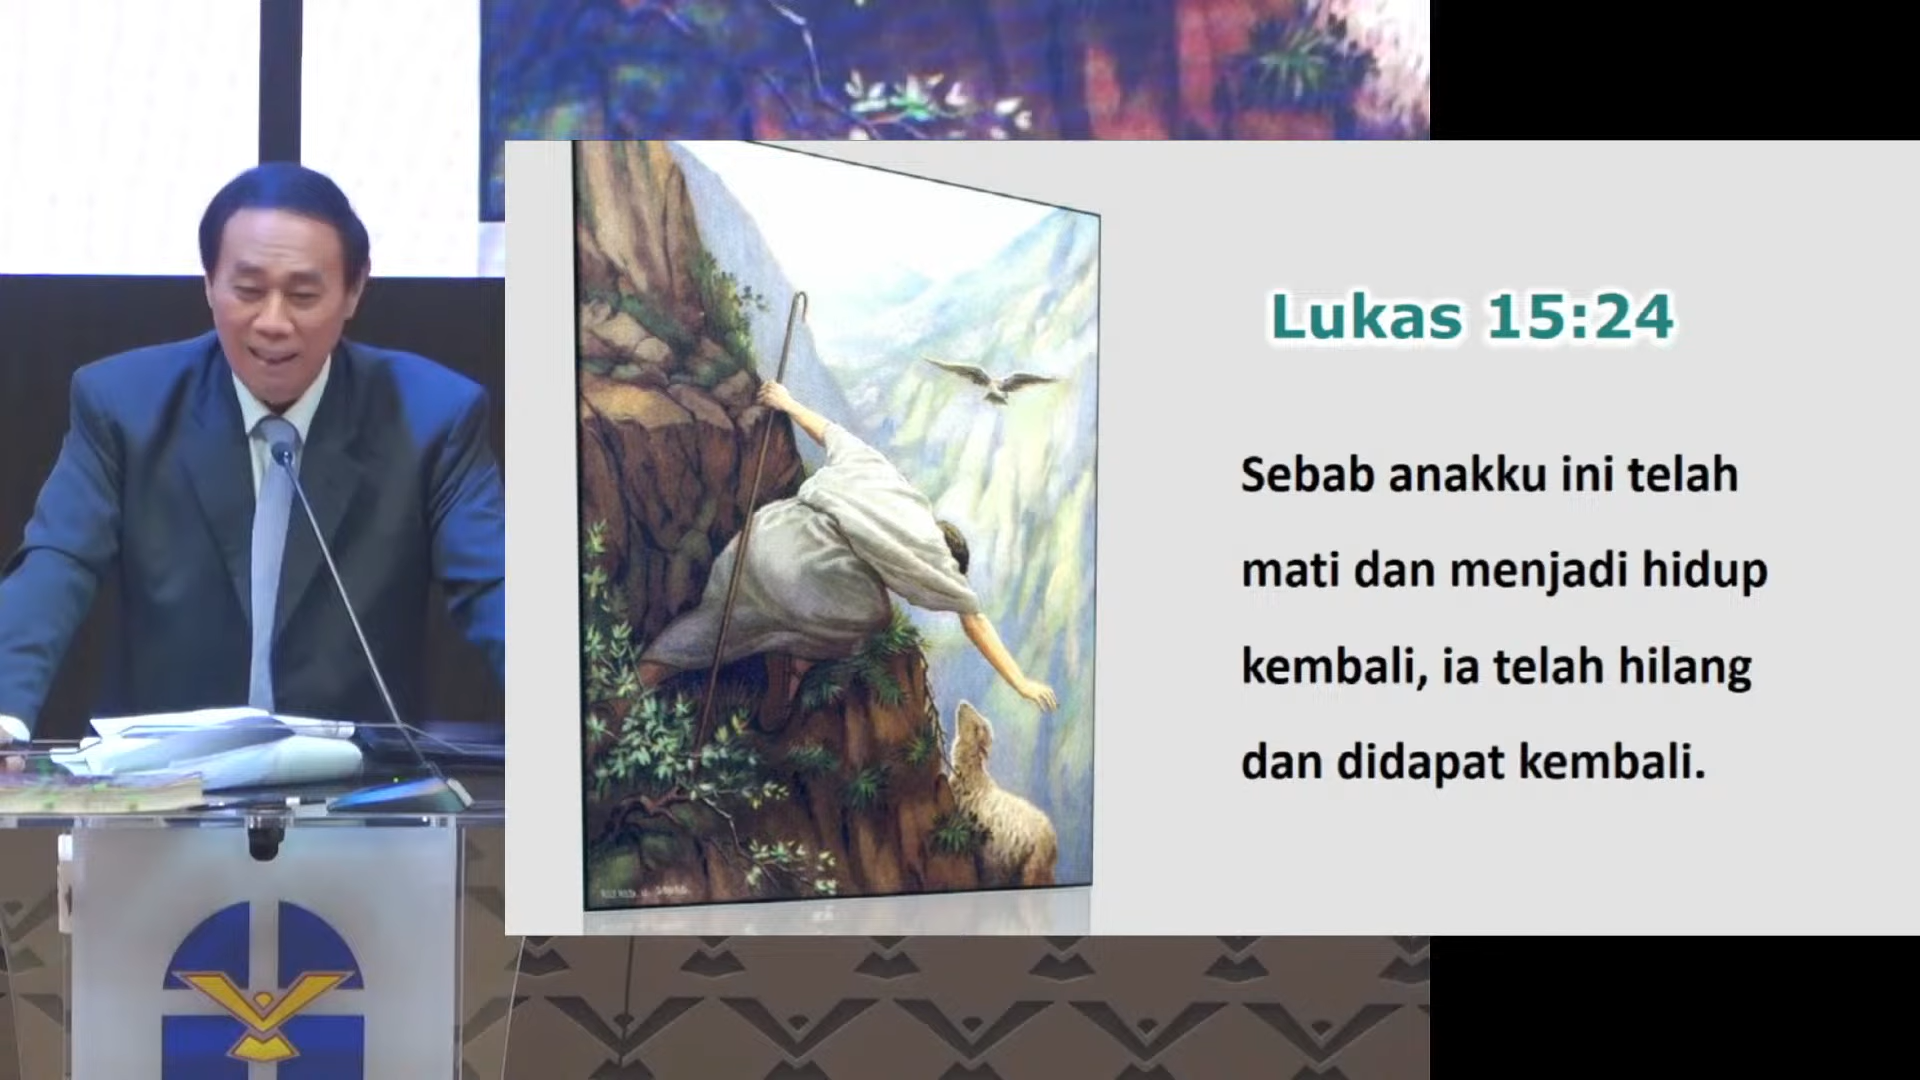 Lukas 15:24
Sebab anakku ini telah
mati dan menjadi hidup
kembali, ia telah hilang
dan didapat kembali.